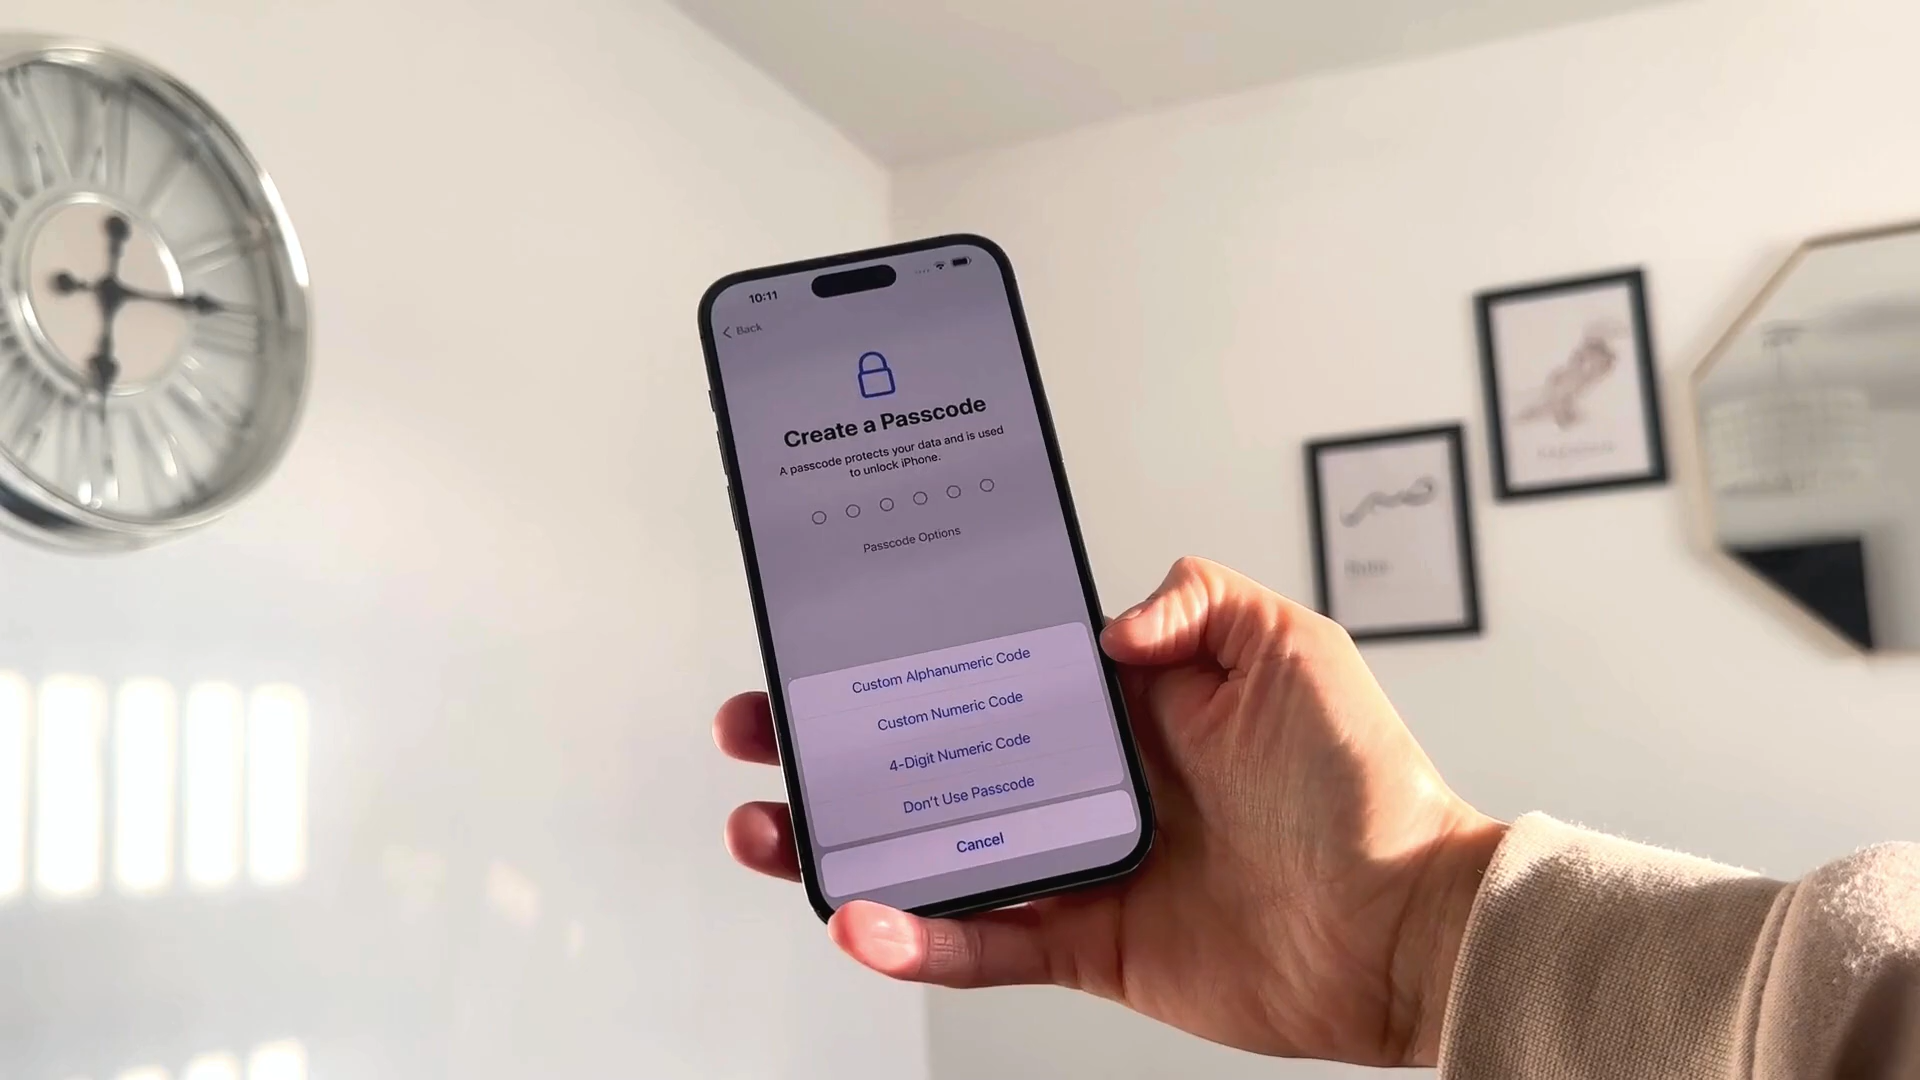 10:11
Back
Create a Passcode
A passcode protects your data and is used
to unlock iPhone.
Passcode Options
Custom Alphanumeric Code
Custom Numeric Code
4-Digit Numeric Code
Don't Use Passcode
Cancel